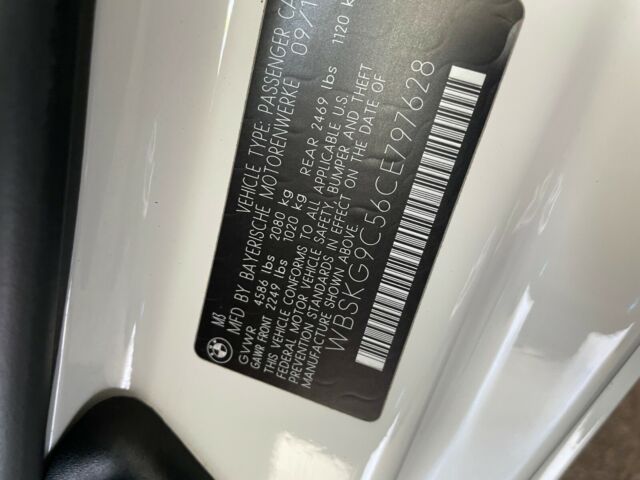 M3
VEHICLE TYPE: PASSENGER CA
MFD BY BAYERISCHE MOTORENWERKE 09/1
GVWR 4586 lbs 2080 kg
GAWR FRONT 2249 lbs 1020 kg REAR 2469 lbs 1120 k
THIS VEHICLE CONFORMS TO ALL APPLICABLE U.S.
FEDERAL MOTOR VEHICLE SAFETY, BUMPER AND THEFT
PREVENTION STANDARDS IN EFFECT ON THE DATE OF
MANUFACTURE SHOWN ABOVE.
WBSKG9C56CE797628
BMW